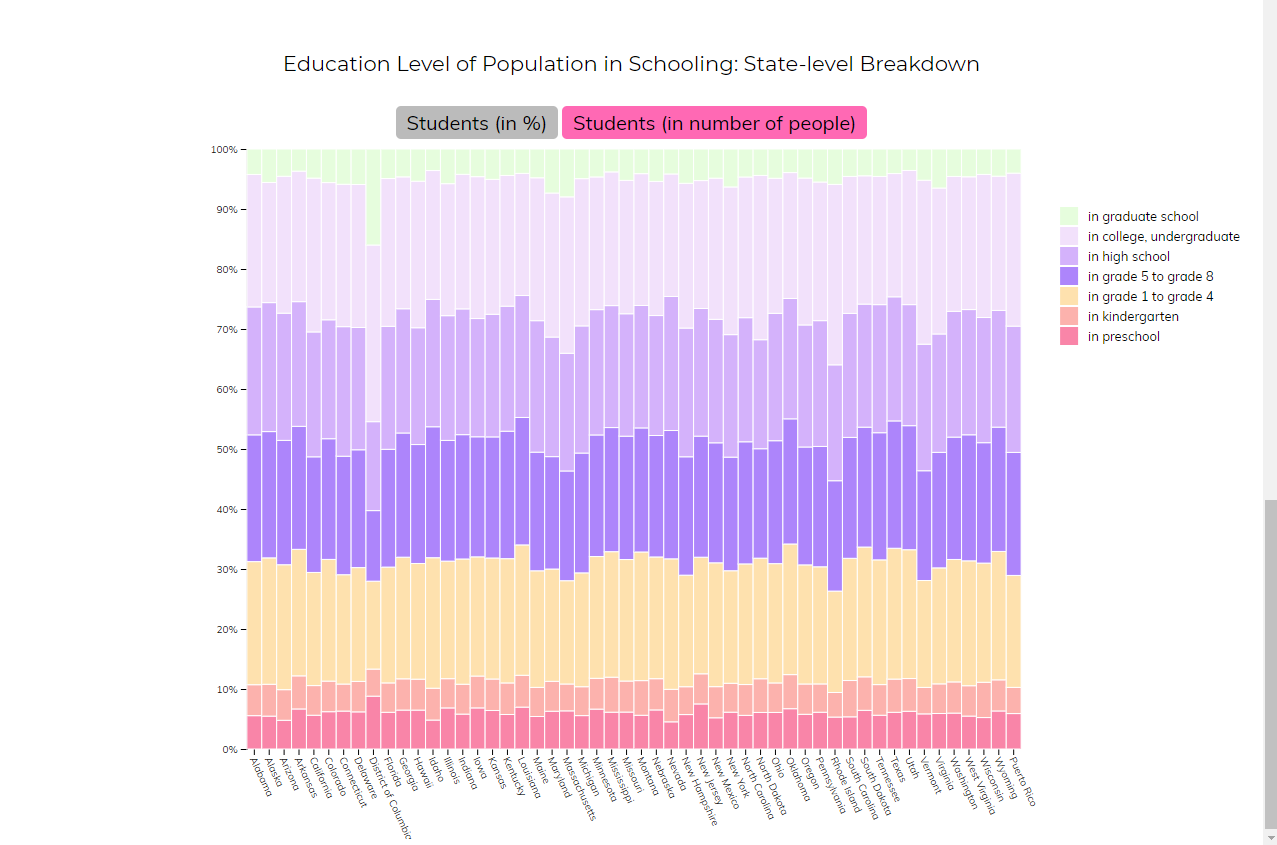 Education Level of Population in Schooling: State-level Breakdown
Students (in %) Students (in number of people)
100%
90%
80%
70%
60%
50%
40%
30%
20%
10%
0%
in graduate school
in college, undergraduate
in high school
in grade 5 to grade 8
in grade 1 to grade 4
in kindergarten
in preschool
Alabama
Alaska
Arizona
Arkansas
California
Colorado
Connecticut
Delaware
District of Columbia
Florida
Georgia
Hawaii
Idaho
Illinois
Indiana
Iowa
Kansas
Kentucky
Louisiana
Maine
Maryland
Massachusetts
Michigan
Minnesota
Mississippi
Missouri
Montana
Nebraska
Nevada
New Hampshire
New Jersey
New Mexico
New York
North Carolina
North Dakota
Ohio
Oklahoma
Oregon
Pennsylvania
Rhode Island
South Carolina
South Dakota
Tennessee
Texas
Utah
Vermont
Virginia
Washington
West Virginia
Wisconsin
Wyoming
Puerto Rico